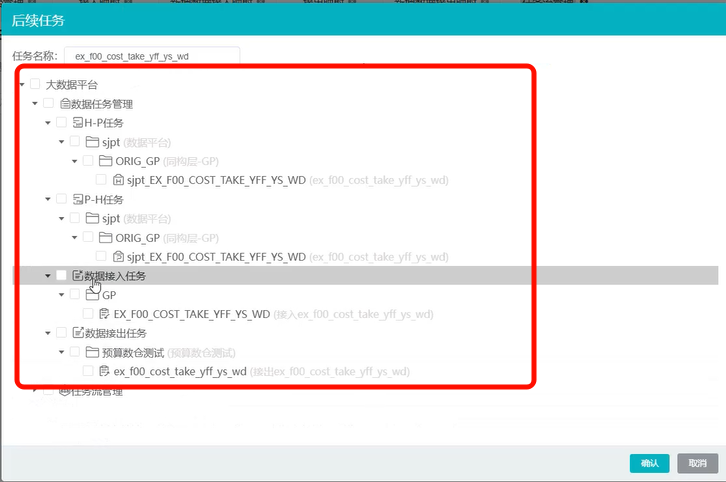 后续任务
任务名称： ex_f00_cost_take_yff_ys_wd
大数据平台
数据任务管理
H-P任务
sjpt (数据平台)
ORIG_GP (同构层-GP)
sjpt_EX_F00_COST_TAKE_YFF_YS_WD (ex_f00_cost_take_yff_ys_wd)
P-H任务
sjpt (数据平台)
ORIG_GP (同构层-GP)
sjpt_EX_F00_COST_TAKE_YFF_YS_WD (ex_f00_cost_take_yff_ys_wd)
数据接入任务
GP
EX_F00_COST_TAKE_YFF_YS_WD (接入ex_f00_cost_take_yff_ys_wd)
数据接出任务
预算数仓测试 (预算数仓测试)
ex_f00_cost_take_yff_ys_wd (接出ex_f00_cost_take_yff_ys_wd)
任务流管理
确认 取消